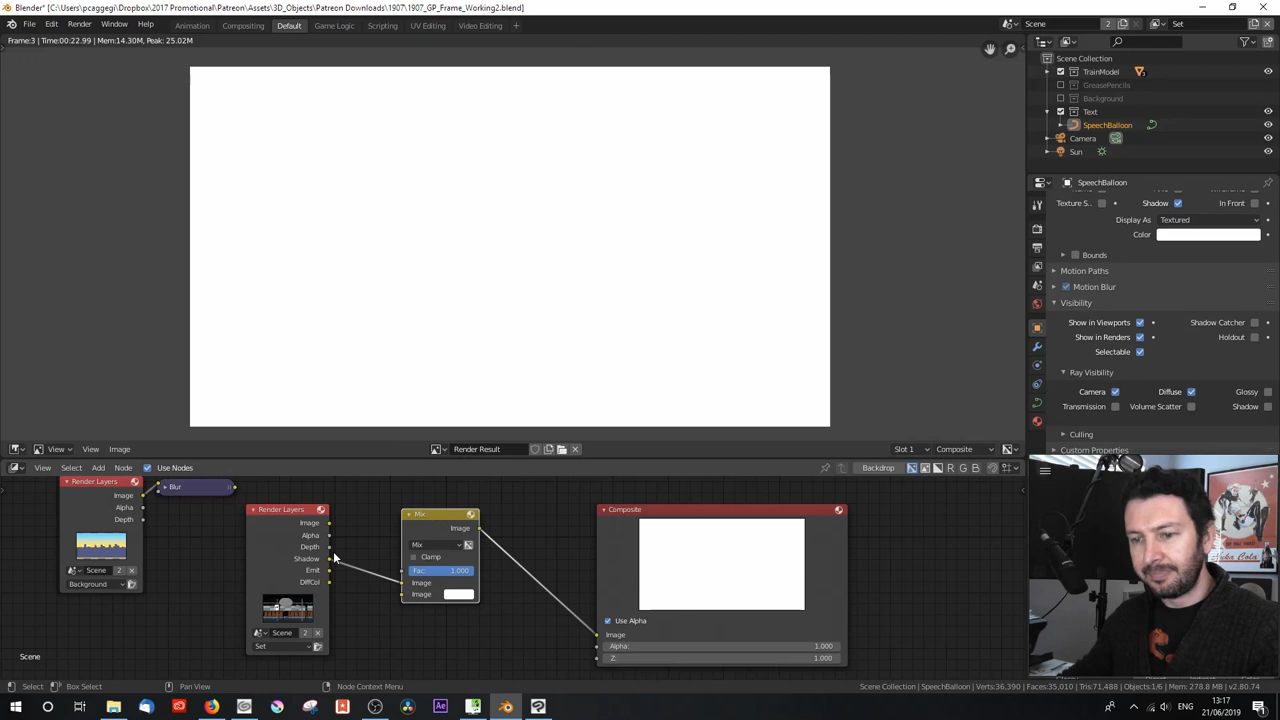 Blender* [C:\Users\pcaggegi\Dropbox\2017 Promotional\Patreon\Assets\3D_Objects\Patreon Downloads\1907\1907_GP_Frame_Working2.blend]
File Edit Render Window Help Animation Compositing Default Game Logic Scripting UV Editing Video Editing + Scene 2 Set
Frame:3 | Time:00:22.99 | Mem:14.30M, Peak: 25.02M
Scene Collection
TrainModel
GreasePencils
Background
Text
SpeechBalloon
Camera
Sun
SpeechBalloon
Texture S.. Shadow In Front
Display As Textured
Color
Bounds
Motion Paths
Motion Blur
Visibility
Show in Viewports Shadow Catcher
Show in Renders Holdout
Selectable
Ray Visibility
Camera Diffuse Glossy
Transmission Volume Scatter Shadow
Culling
Custom Properties
View View Image Render Result Slot 1 Composite
View Select Add Node Use Nodes Backdrop R G B
Render Layers
Image
Alpha
Depth
Scene 2
Background
Blur
Render Layers
Image
Alpha
Depth
Shadow
Emit
DiffCol
Scene 2
Set
Mix
Image
Mix
Clamp
Fac: 1.000
Image
Image
Composite
Use Alpha
Image
Alpha: 1.000
Z: 1.000
Scene
Select Box Select Pan View Node Context Menu Scene Collection | SpeechBalloon | Verts:36,390 | Faces:35,010 | Tris:71,488 | Objects:1/6 | Mem: 278.8 MB | v2.80.74
Ae
13:17
21/06/2019